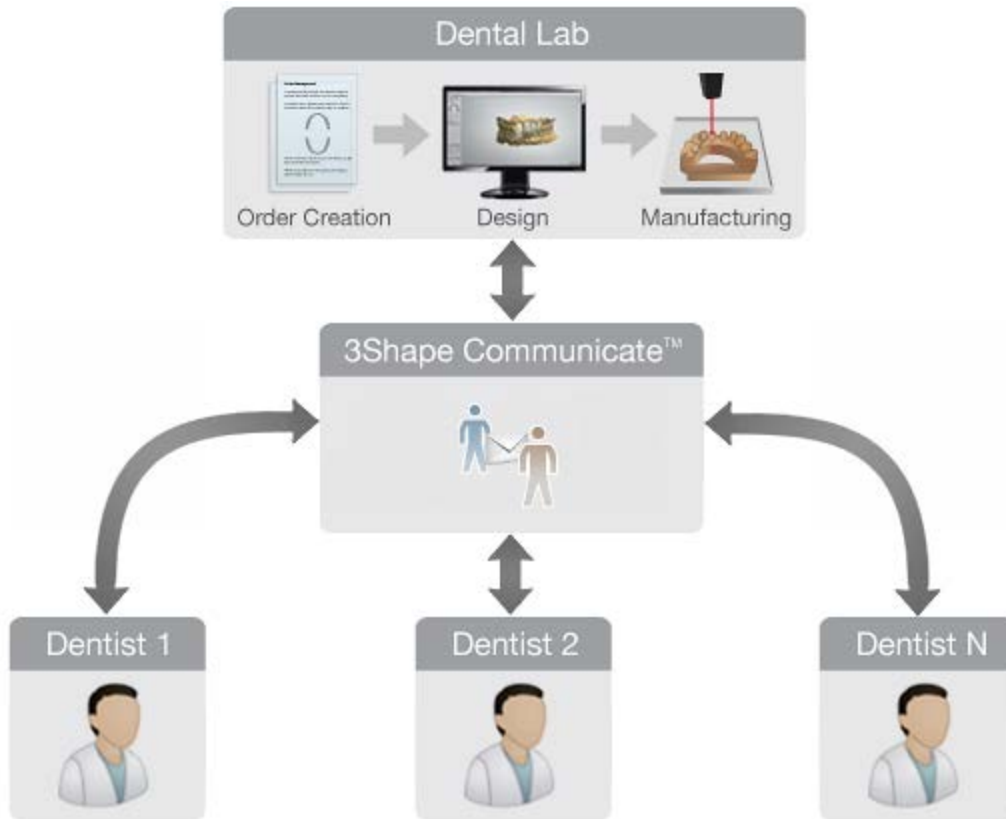 Dental Lab
Order Creation
Design
Manufacturing
3Shape Communicate™
Dentist 1
Dentist 2
Dentist N